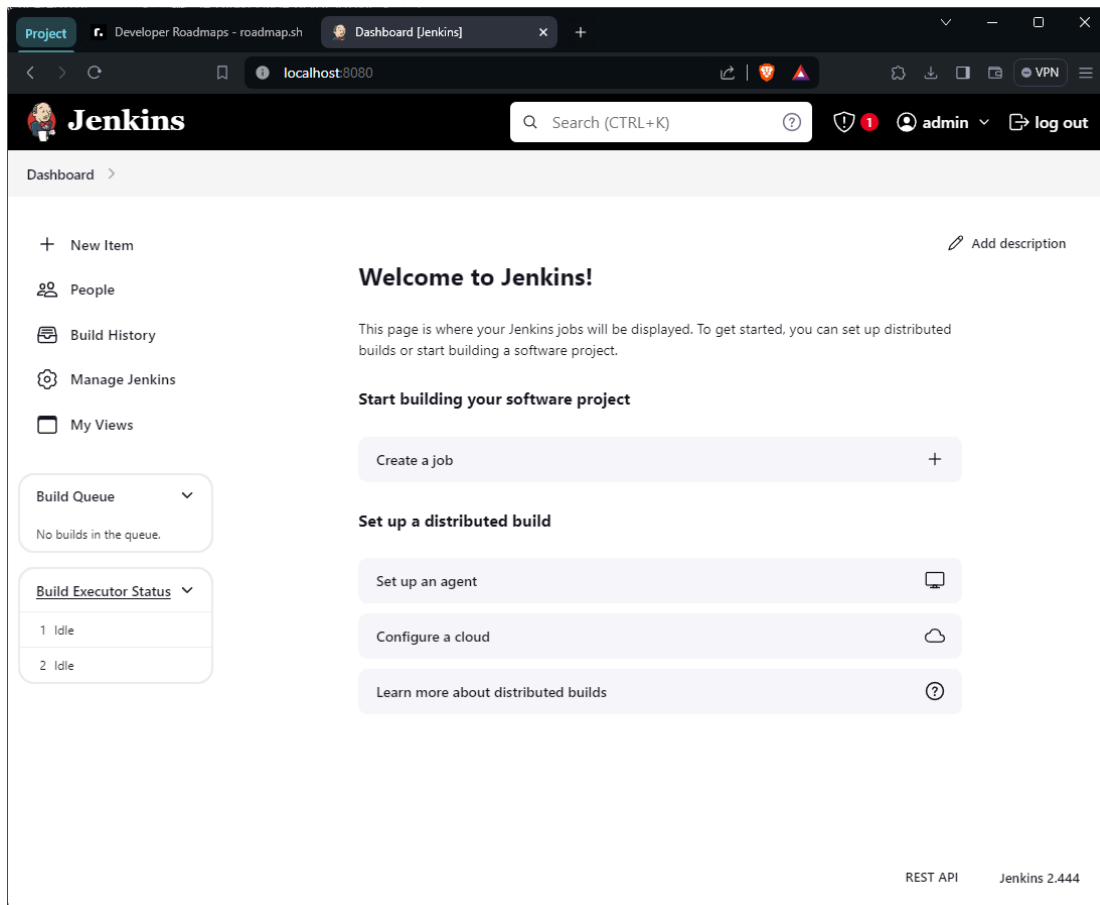 Project
Developer Roadmaps - roadmap.sh
Dashboard [Jenkins]
localhost:8080
VPN
Jenkins
Search (CTRL+K)
1
admin
log out
Dashboard
New Item
People
Build History
Manage Jenkins
My Views
Build Queue
No builds in the queue.
Build Executor Status
1 Idle
2 Idle
Add description
Welcome to Jenkins!
This page is where your Jenkins jobs will be displayed. To get started, you can set up distributed
builds or start building a software project.
Start building your software project
Create a job
Set up a distributed build
Set up an agent
Configure a cloud
Learn more about distributed builds
REST API
Jenkins 2.444